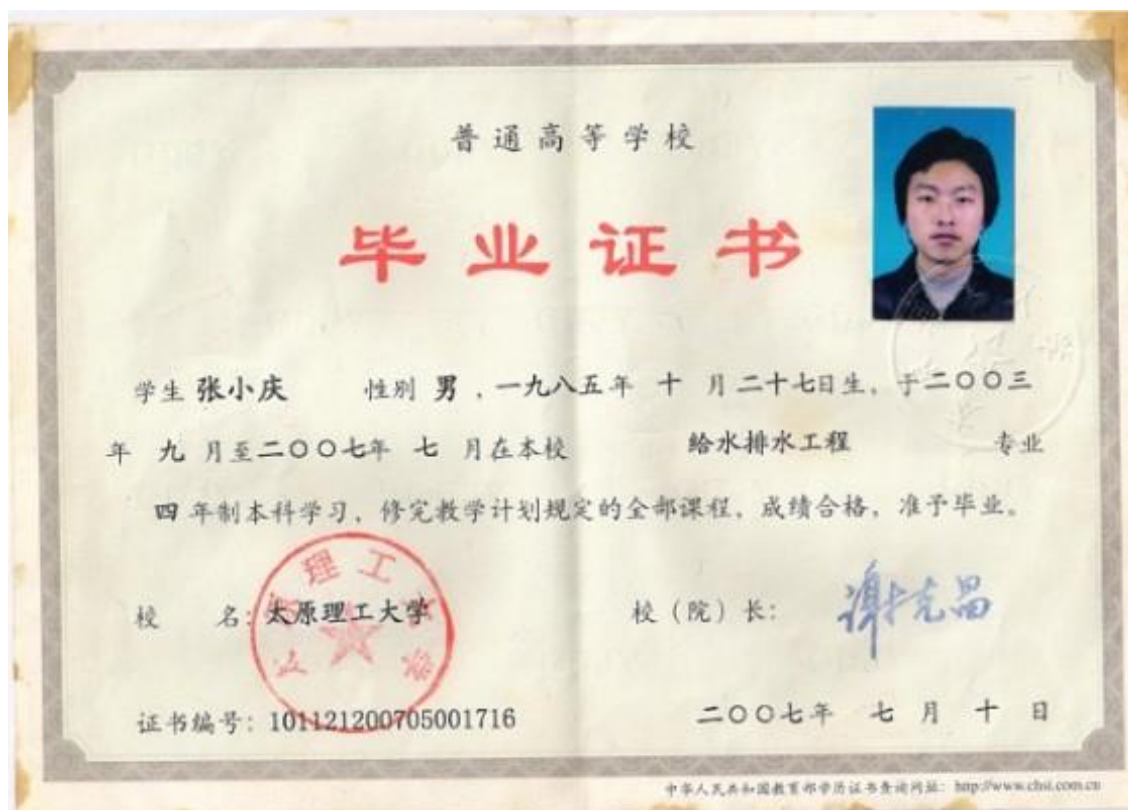 普通高等学校
毕业证书
学生 张小庆 性别 男，一九八五年 十 月二十七日生，于二〇〇三
年 九 月至二〇〇七年 七 月在本校 给水排水工程 专业
四 年制本科学习，修完教学计划规定的全部课程，成绩合格，准予毕业。
校 名：太原理工大学 校（院）长：谢克昌
证书编号：101121200705001716 二〇〇七年 七 月 十 日
中华人民共和国教育部学历证书查询网址：http://www.chsi.com.cn